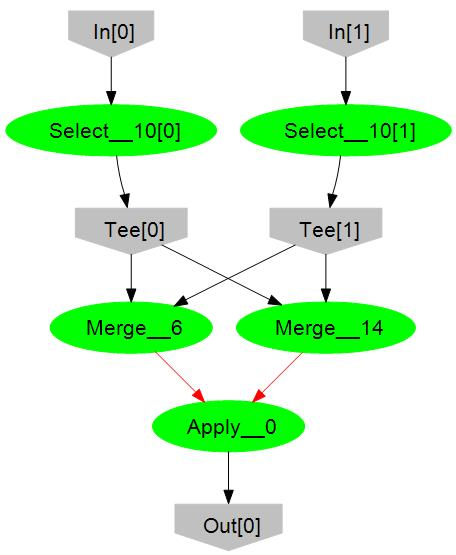 In[0]
In[1]
Select__10[0]
Select__10[1]
Tee[0]
Tee[1]
Merge__6
Merge__14
Apply__0
Out[0]